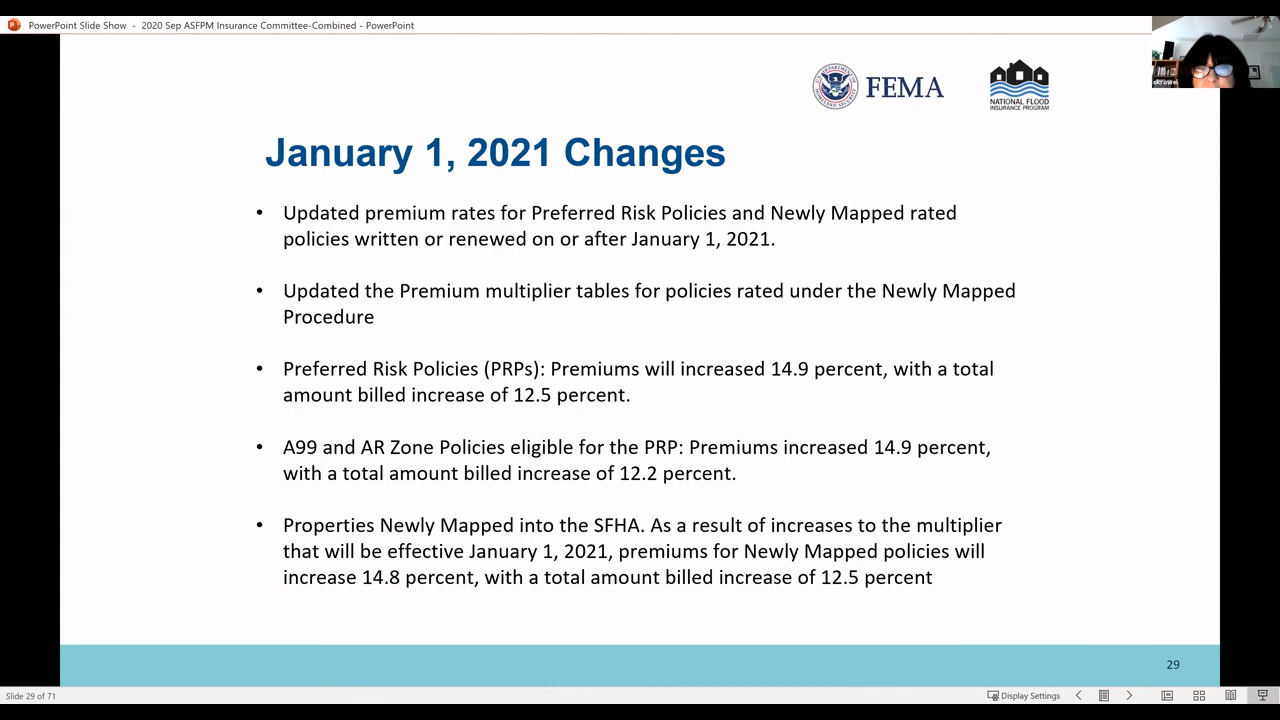 PowerPoint Slide Show - 2020 Sep ASFPM Insurance Committee-Combined - PowerPoint
FEMA
NATIONAL FLOOD
INSURANCE PROGRAM
January 1, 2021 Changes
• Updated premium rates for Preferred Risk Policies and Newly Mapped rated
policies written or renewed on or after January 1, 2021.
• Updated the Premium multiplier tables for policies rated under the Newly Mapped
Procedure
• Preferred Risk Policies (PRPs): Premiums will increased 14.9 percent, with a total
amount billed increase of 12.5 percent.
• A99 and AR Zone Policies eligible for the PRP: Premiums increased 14.9 percent,
with a total amount billed increase of 12.2 percent.
• Properties Newly Mapped into the SFHA. As a result of increases to the multiplier
that will be effective January 1, 2021, premiums for Newly Mapped policies will
increase 14.8 percent, with a total amount billed increase of 12.5 percent
29
Slide 29 of 71
Display Settings